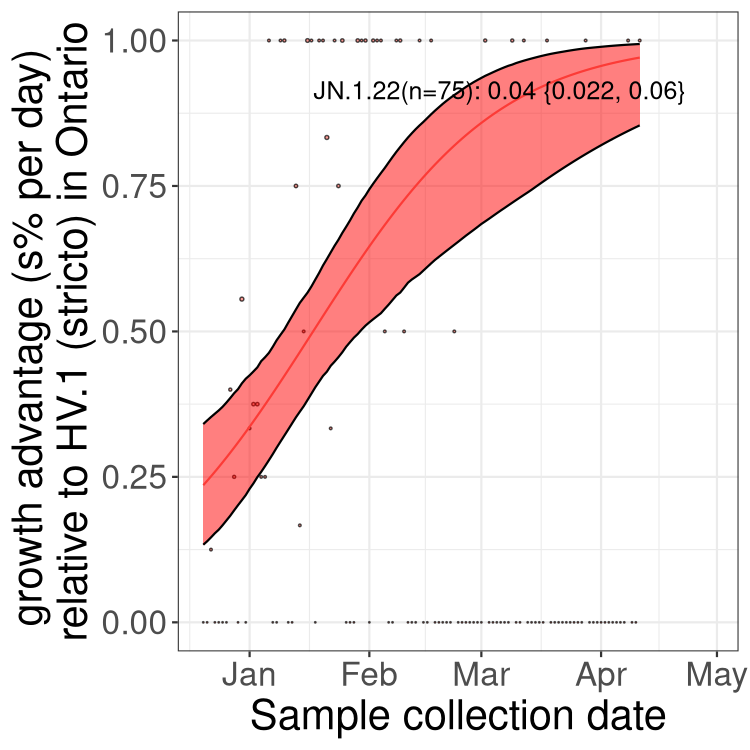 growth advantage (s% per day)
relative to HV.1 (stricto) in Ontario
1.00
0.75
0.50
0.25
0.00
JN.1.22(n=75): 0.04 {0.022, 0.06}
Jan Feb Mar Apr May
Sample collection date